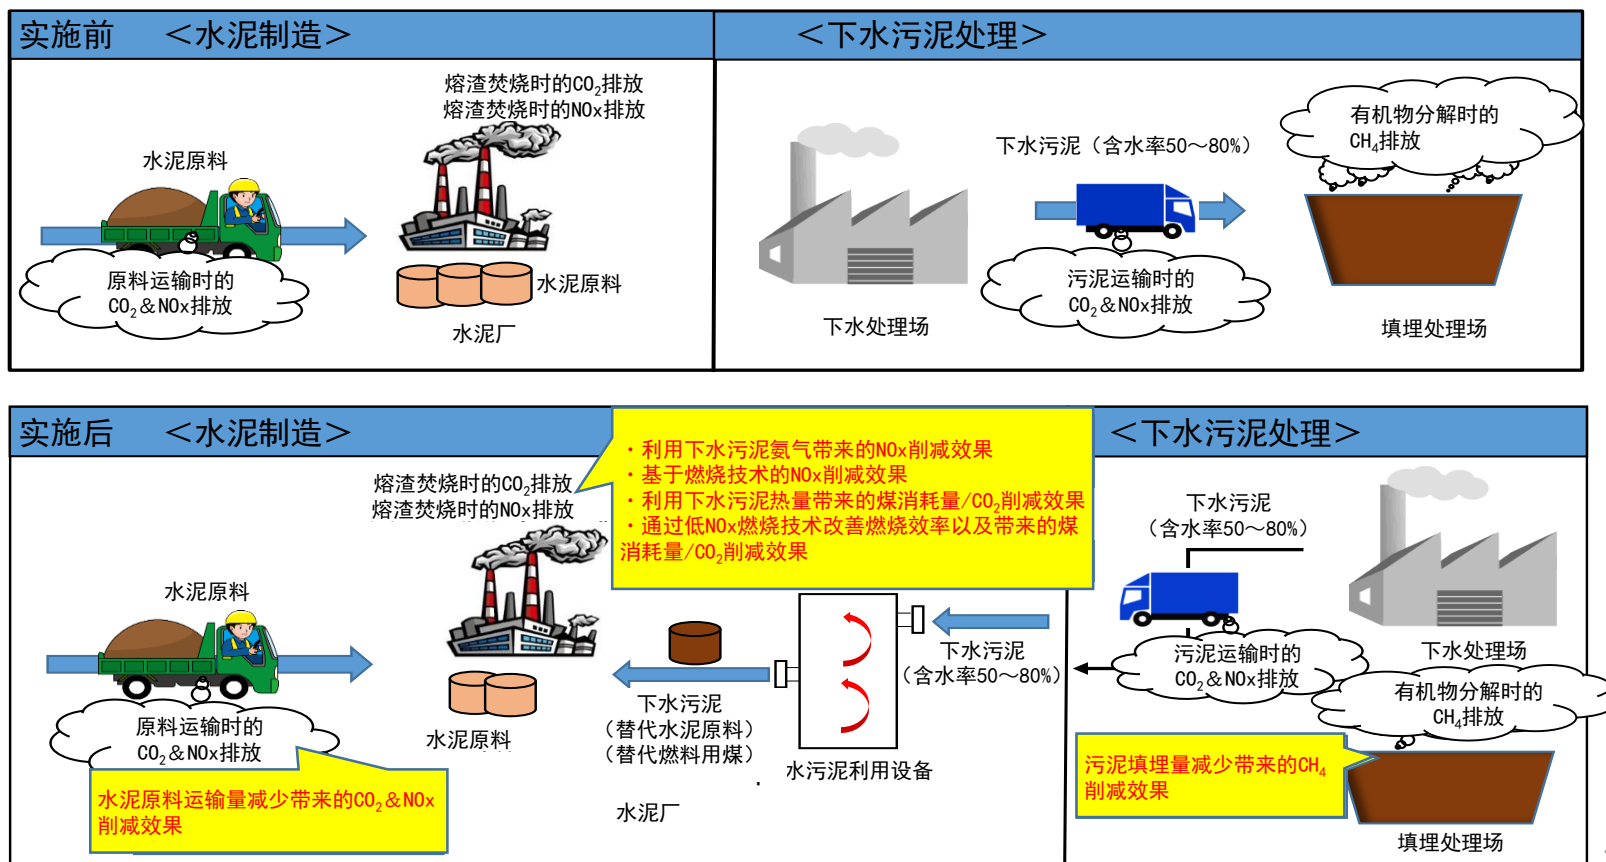 实施前　＜水泥制造＞
＜下水污泥处理＞
熔渣焚烧时的CO₂排放
熔渣焚烧时的NOx排放
水泥原料
原料运输时的
CO₂＆NOx排放
水泥原料
水泥厂
下水污泥（含水率50～80%）
有机物分解时的
CH₄排放
污泥运输时的
CO₂＆NOx排放
下水处理场
填埋处理场
实施后　＜水泥制造＞
＜下水污泥处理＞
・利用下水污泥氨气带来的NOx削减效果
・基于燃烧技术的NOx削减效果
・利用下水污泥热量带来的煤消耗量/CO₂削减效果
・通过低NOx燃烧技术改善燃烧效率以及带来的煤
消耗量/CO₂削减效果
熔渣焚烧时的CO₂排放
熔渣焚烧时的NOx排放
水泥原料
原料运输时的
CO₂＆NOx排放
水泥原料运输量减少带来的CO₂＆NOx
削减效果
水泥原料
下水污泥
（替代水泥原料）
（替代燃料用煤）
水泥厂
水污泥利用设备
下水污泥
（含水率50～80%）
下水污泥
（含水率50～80%）
污泥运输时的
CO₂＆NOx排放
下水处理场
有机物分解时的
CH₄排放
污泥填埋量减少带来的CH₄
削减效果
填埋处理场